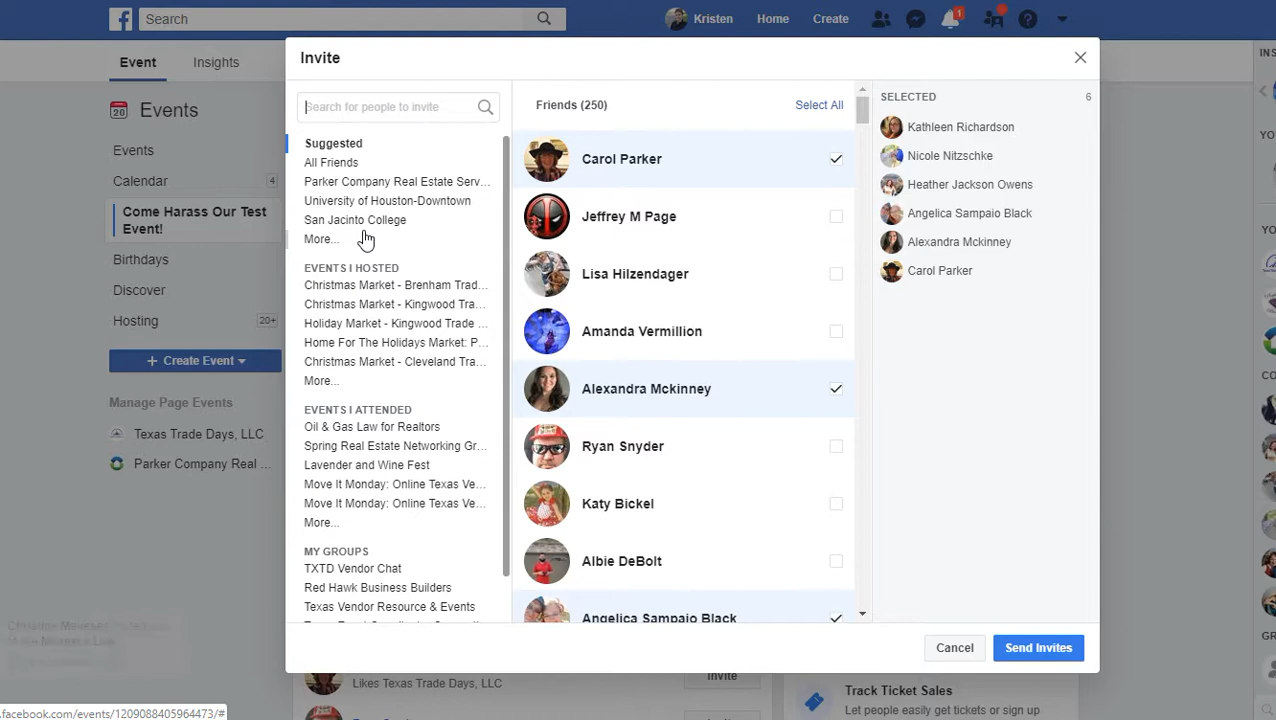 Search
Kristen
Home
Create
1
Event
Insights
Events
Events
Calendar
4
Come Harass Our Test
Event!
Birthdays
Discover
Hosting
20+
+ Create Event
Manage Page Events
Texas Trade Days, LLC
Parker Company Real ...
Invite
Search for people to invite
Suggested
All Friends
Parker Company Real Estate Serv...
University of Houston-Downtown
San Jacinto College
More...
EVENTS I HOSTED
Christmas Market - Brenham Trad...
Christmas Market - Kingwood Tra...
Holiday Market - Kingwood Trade ...
Home For The Holidays Market: P...
Christmas Market - Cleveland Tra...
More...
EVENTS I ATTENDED
Oil & Gas Law for Realtors
Spring Real Estate Networking Gr...
Lavender and Wine Fest
Move It Monday: Online Texas Ve...
Move It Monday: Online Texas Ve...
More...
MY GROUPS
TXTD Vendor Chat
Red Hawk Business Builders
Texas Vendor Resource & Events
Friends (250)
Select All
Carol Parker
Jeffrey M Page
Lisa Hilzendager
Amanda Vermillion
Alexandra Mckinney
Ryan Snyder
Katy Bickel
Albie DeBolt
Angelica Sampaio Black
SELECTED
6
Kathleen Richardson
Nicole Nitzschke
Heather Jackson Owens
Angelica Sampaio Black
Alexandra Mckinney
Carol Parker
Cancel
Send Invites
Likes Texas Trade Days, LLC
Invite
Track Ticket Sales
Let people easily get tickets or sign up
.facebook.com/events/1209088405964473/#